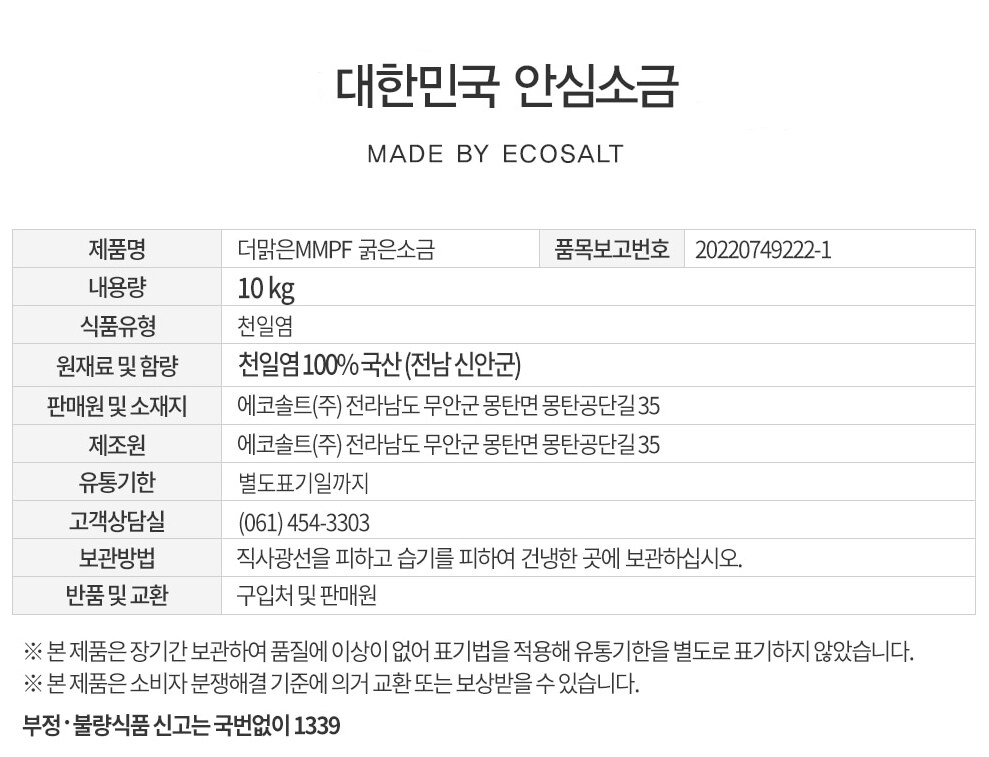 대한민국 안심소금
MADE BY ECOSALT
제품명 더맑은MMPF 굵은소금 품목보고번호 20220749222-1
내용량 10 kg
식품유형 천일염
원재료 및 함량 천일염 100% 국산 (전남 신안군)
판매원 및 소재지 에코솔트(주) 전라남도 무안군 몽탄면 몽탄공단길 35
제조원 에코솔트(주) 전라남도 무안군 몽탄면 몽탄공단길 35
유통기한 별도표기일까지
고객상담실 (061) 454-3303
보관방법 직사광선을 피하고 습기를 피하여 건냉한 곳에 보관하십시오.
반품 및 교환 구입처 및 판매원
※ 본 제품은 장기간 보관하여 품질에 이상이 없어 표기법을 적용해 유통기한을 별도로 표기하지 않았습니다.
※ 본 제품은 소비자 분쟁해결 기준에 의거 교환 또는 보상받을 수 있습니다.
부정·불량식품 신고는 국번없이 1339